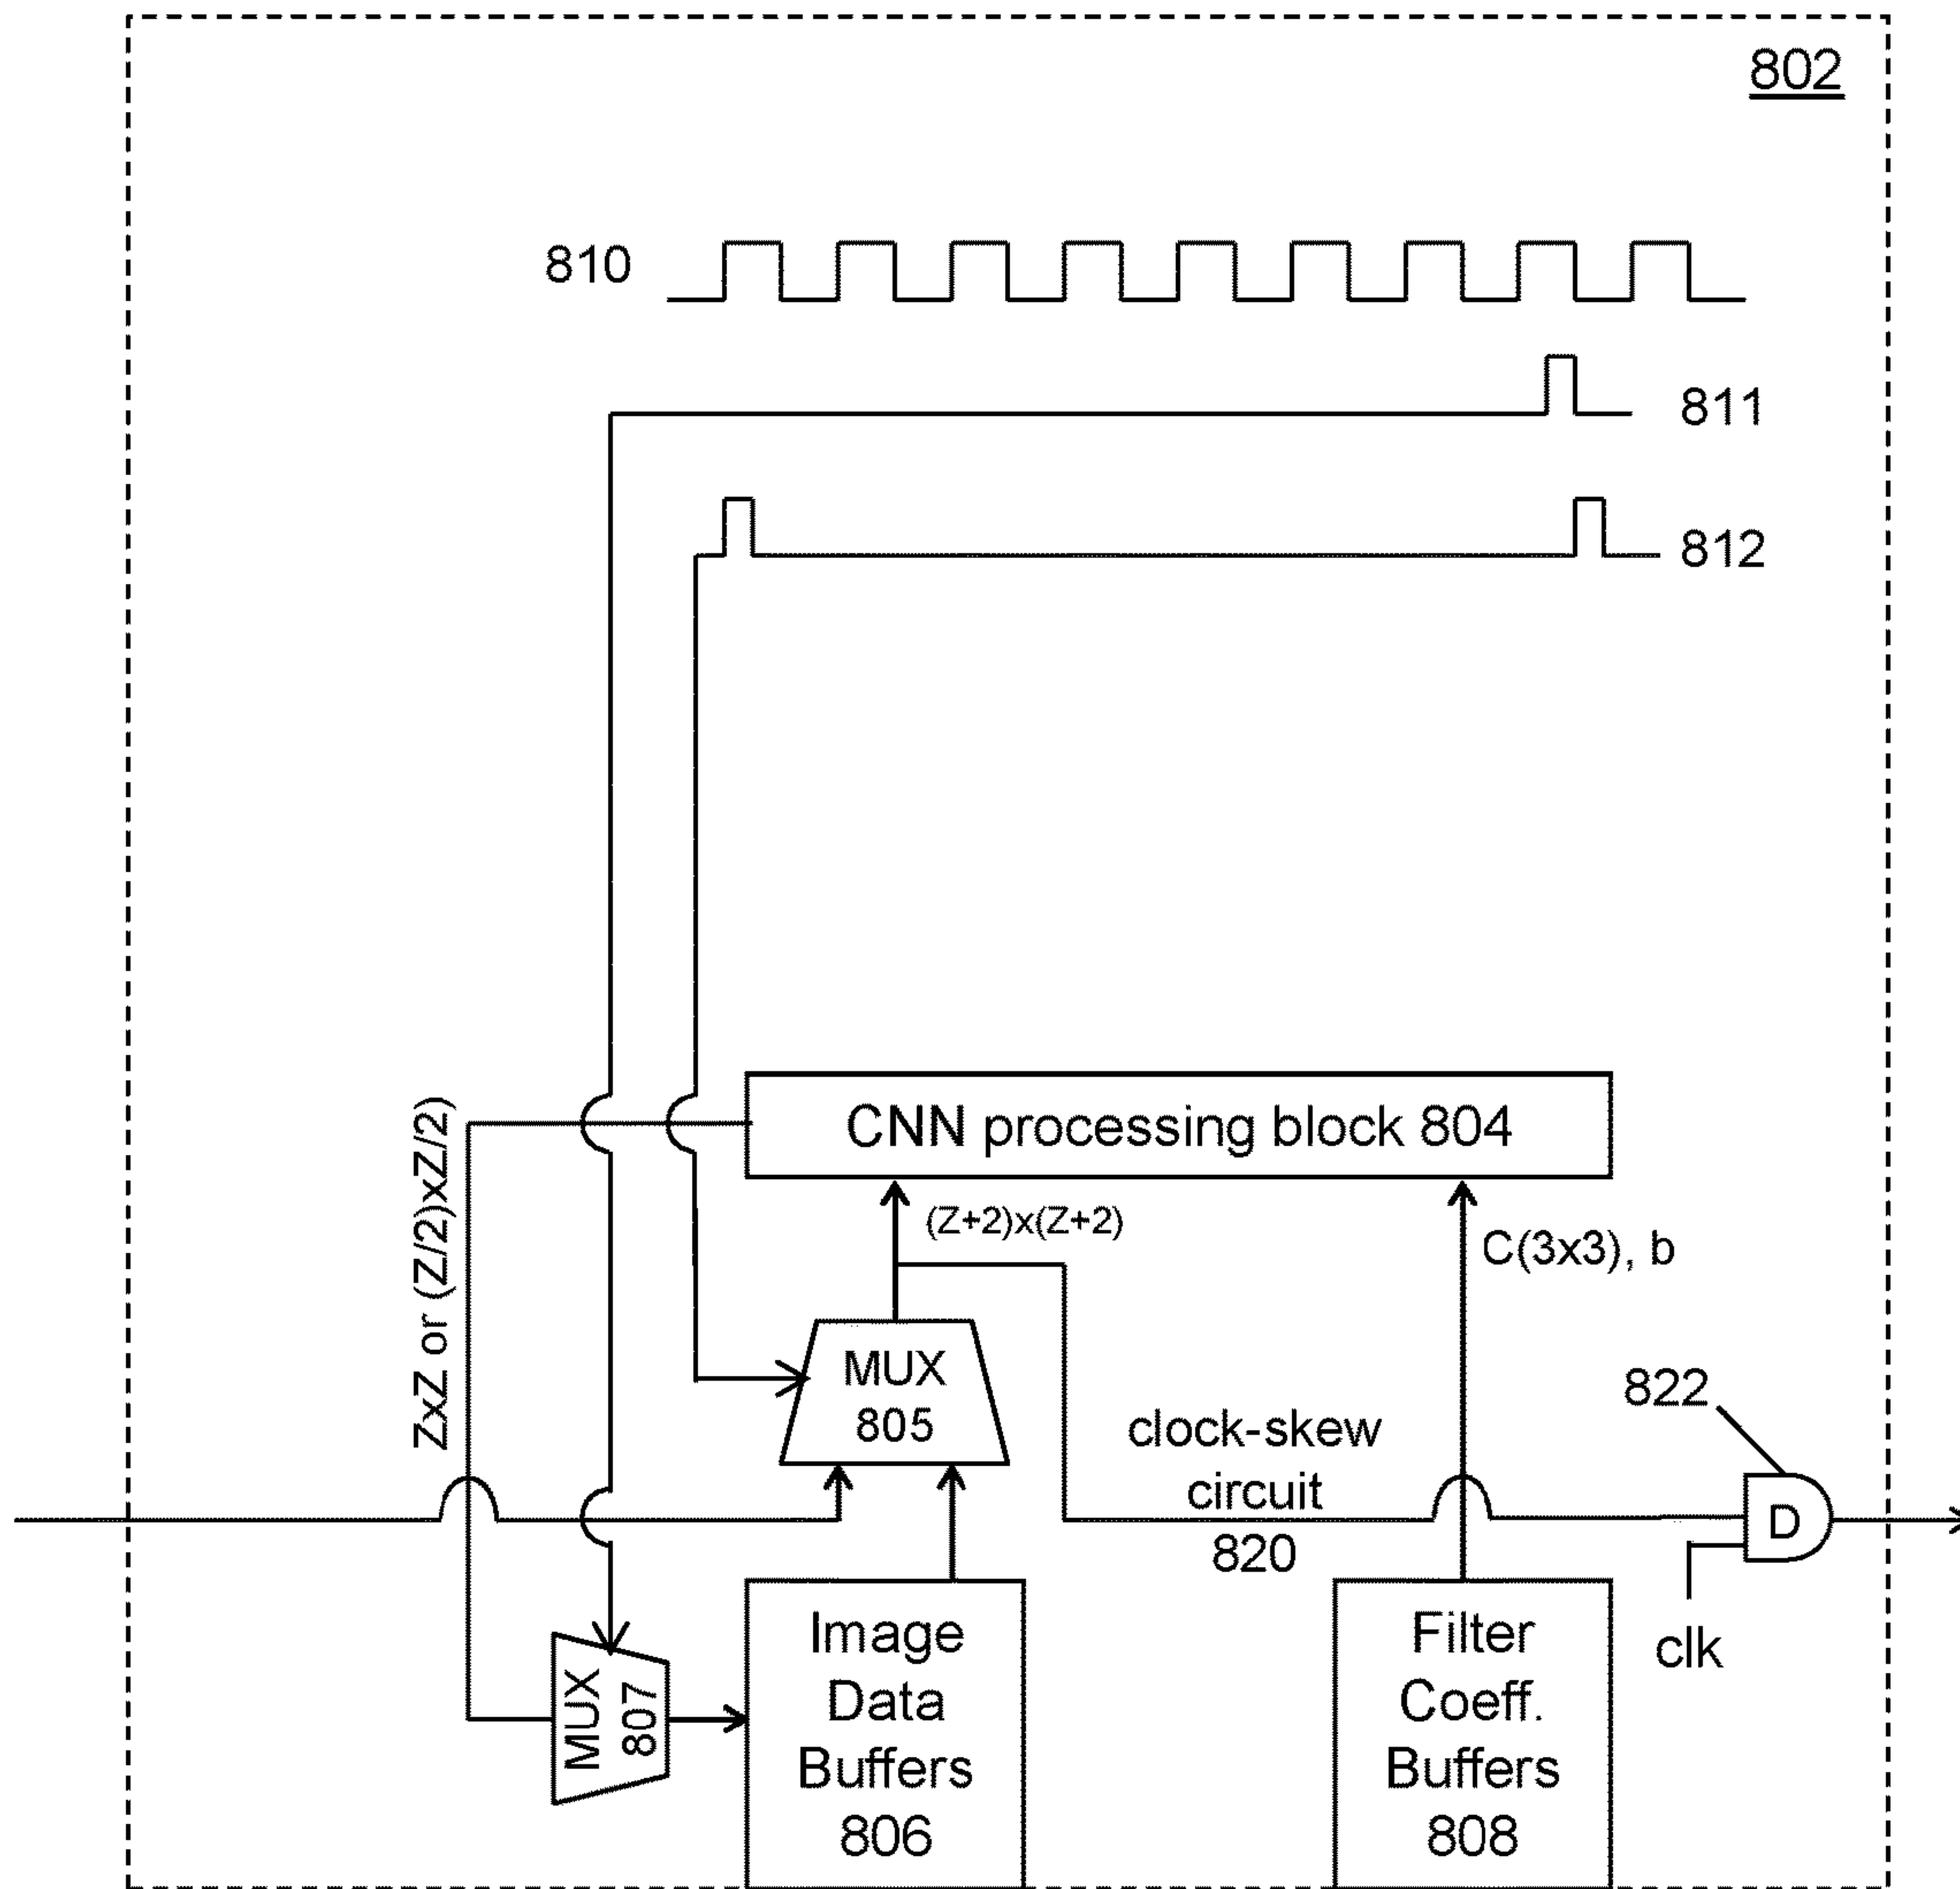 802
810
811
812
CNN processing block 804
ZxZ or (Z/2)xZ/2)
(Z+2)x(Z+2)
C(3x3), b
MUX
805
clock-skew
circuit
820
822
D
clk
MUX
807
Image
Data
Buffers
806
Filter
Coeff.
Buffers
808